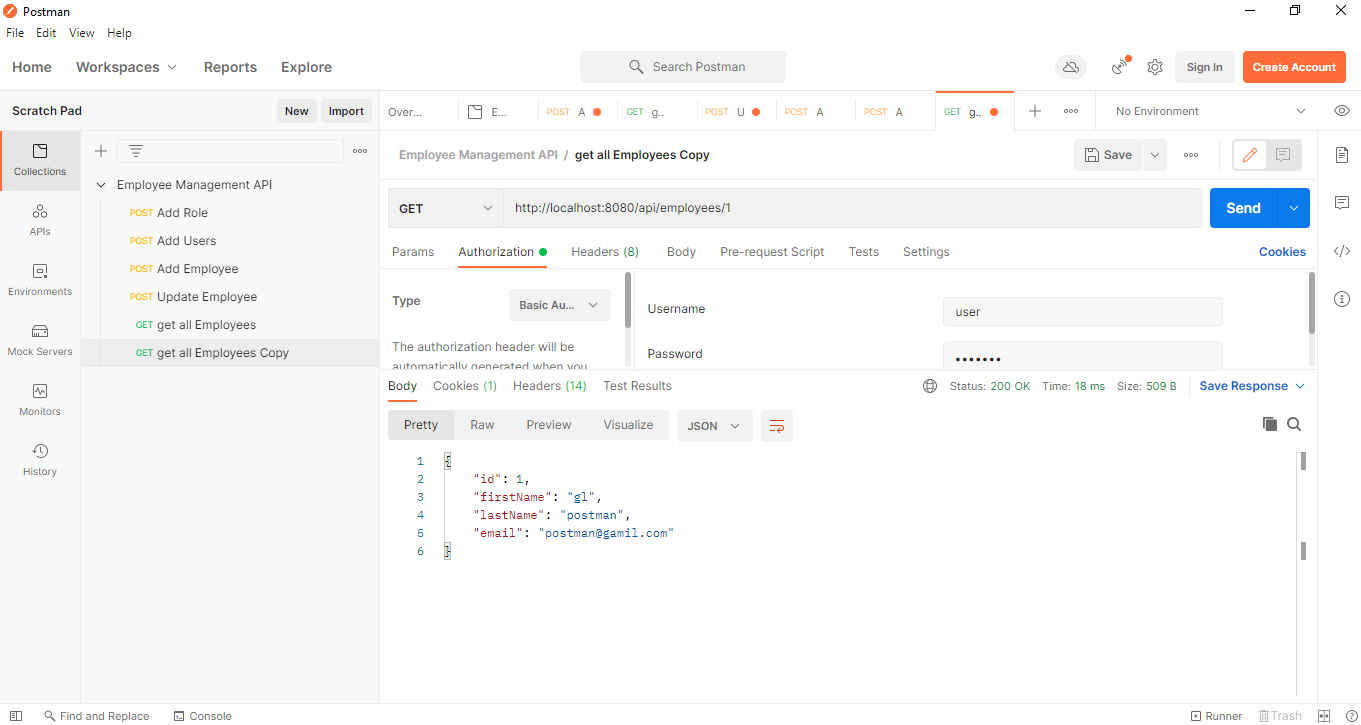 Postman
File Edit View Help
Home Workspaces Reports Explore Search Postman Sign In Create Account
Scratch Pad New Import Over... E... POST A GET g.. POST U POST A POST A GET g.. No Environment
Collections
APIs
Environments
Mock Servers
Monitors
History
Employee Management API
POST Add Role
POST Add Users
POST Add Employee
POST Update Employee
GET get all Employees
GET get all Employees Copy
Employee Management API / get all Employees Copy Save
GET http://localhost:8080/api/employees/1 Send
Params Authorization Headers (8) Body Pre-request Script Tests Settings Cookies
Type Basic Au...
The authorization header will be
automatically generated when you
Username user
Password •••••••
Body Cookies (1) Headers (14) Test Results Status: 200 OK Time: 18 ms Size: 509 B Save Response
Pretty Raw Preview Visualize JSON
1 {
2 "id": 1,
3 "firstName": "gl",
4 "lastName": "postman",
5 "email": "postman@gamil.com"
6 }
Find and Replace Console Runner Trash